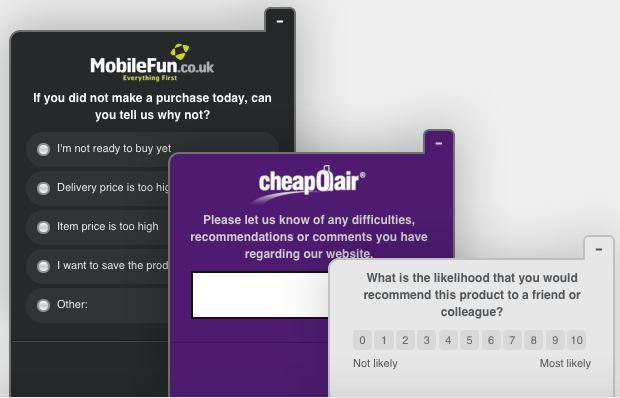 MobileFun.co.uk
Everything First
If you did not make a purchase today, can
you tell us why not?
I'm not ready to buy yet
Delivery price is too
Item price is too high
I want to save the
Other:
cheapOair®
Please let us know of any difficulties,
recommendations or comments you have
regarding our website.
What is the likelihood that you would
recommend this product to a friend or
colleague?
0 1 2 3 4 5 6 7 8 9 10
Not likely Most likely